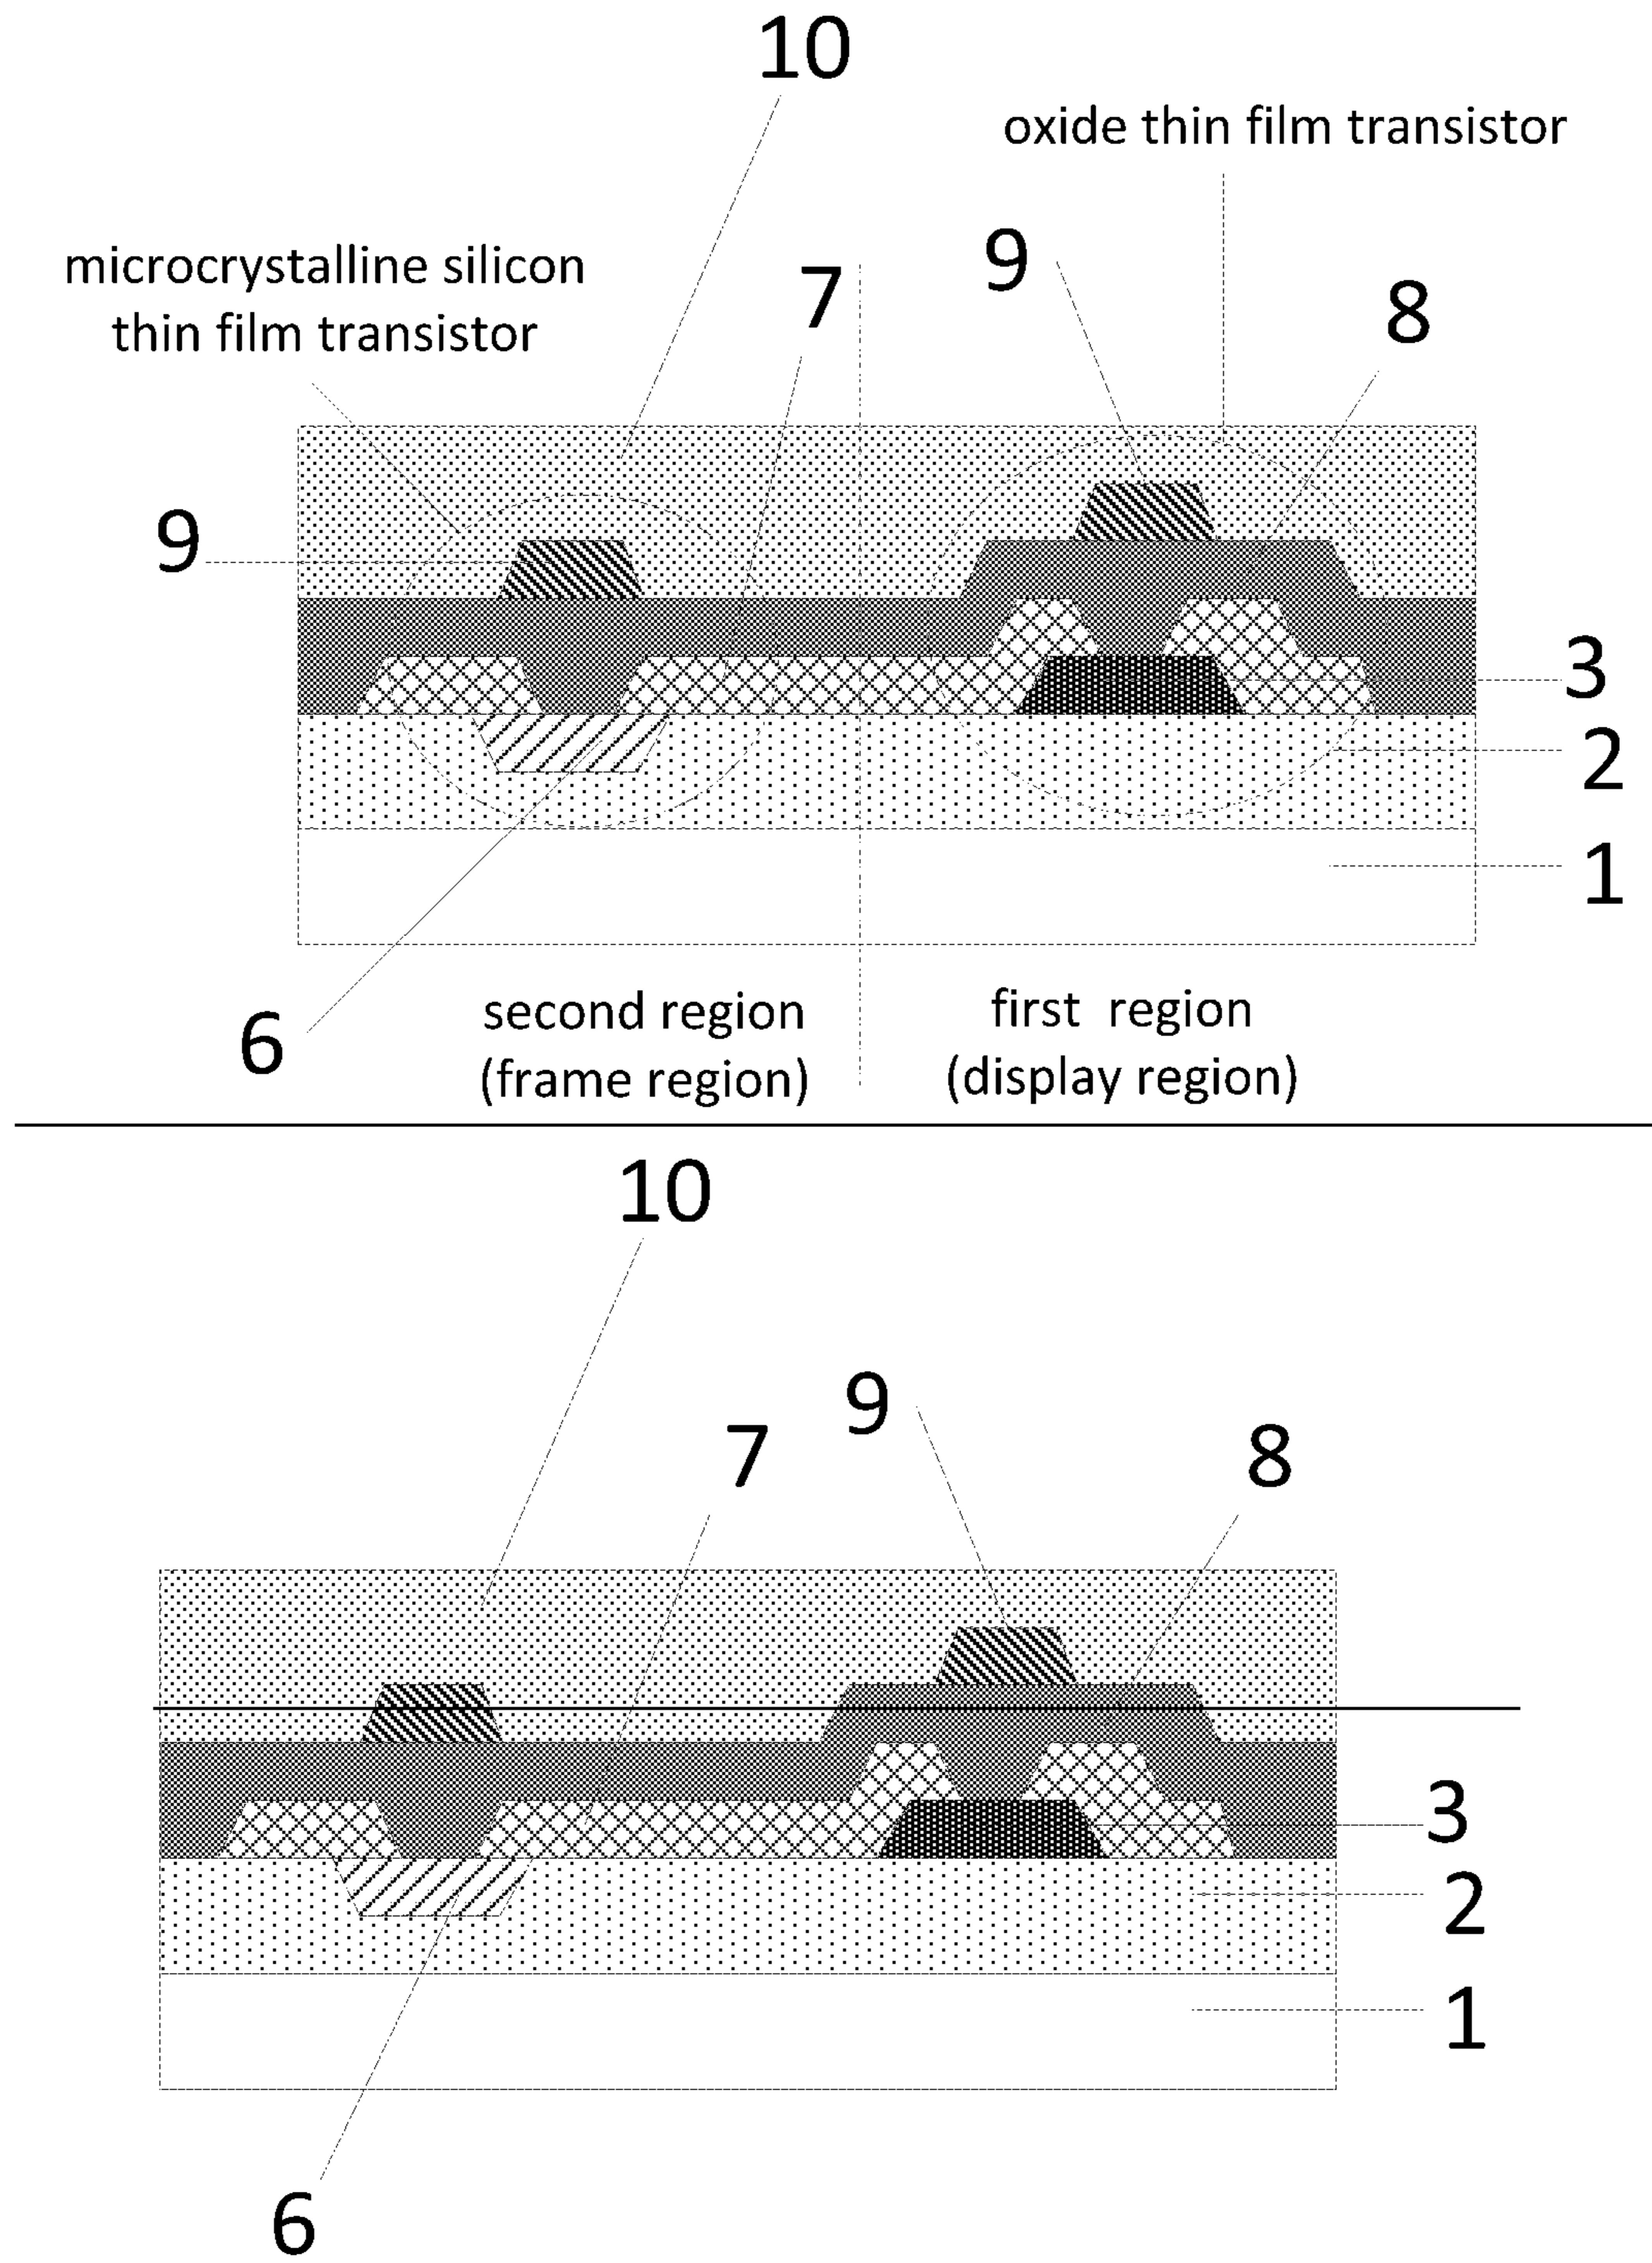 10
oxide thin film transistor
microcrystalline silicon
thin film transistor
7
9
8
9
3
2
1
6
second region
(frame region)
first region
(display region)
10
9
7
8
3
2
1
6